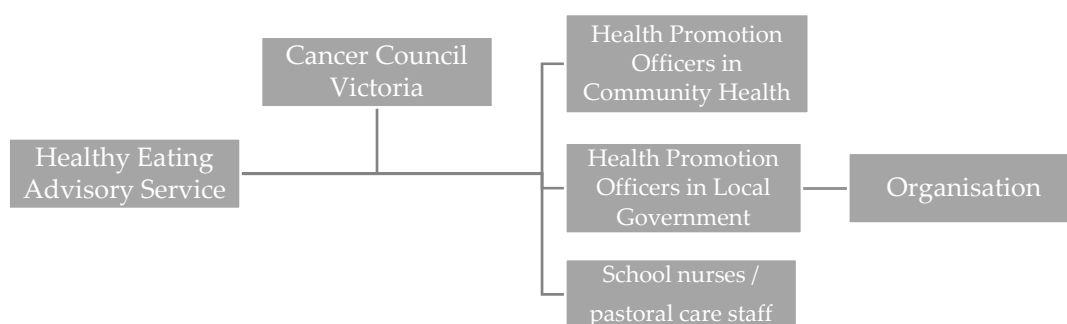 Cancer Council
Victoria
Healthy Eating
Advisory Service
Health Promotion
Officers in
Community Health
Health Promotion
Officers in Local
Government
School nurses /
pastoral care staff
Organisation